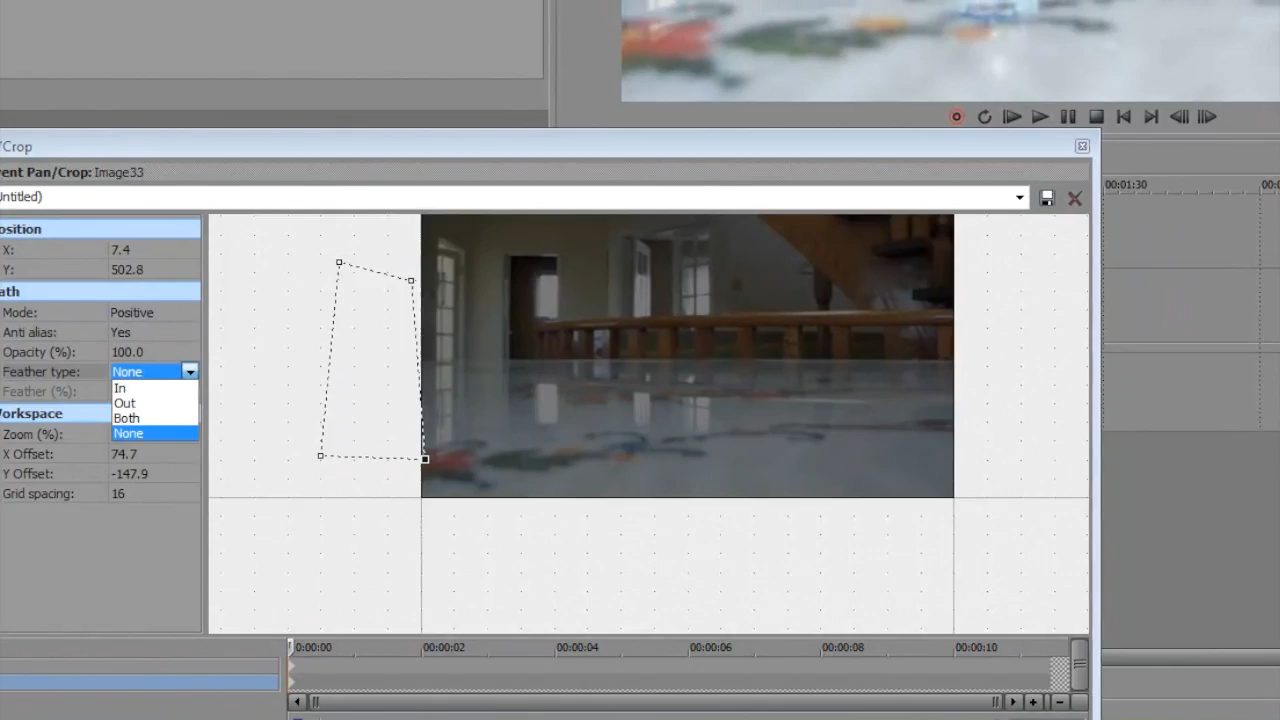 /Crop
vent Pan/Crop: Image33
Untitled)
osition
X: 7.4
Y: 502.8
ath
Mode: Positive
Anti alias: Yes
Opacity (%): 100.0
Feather type: None
Feather (%): In
Out
Both
None
Workspace
Zoom (%):
X Offset: 74.7
Y Offset: -147.9
Grid spacing: 16
00:01:30 00:0
0:00:00 00:00:02 00:00:04 00:00:06 00:00:08 00:00:10